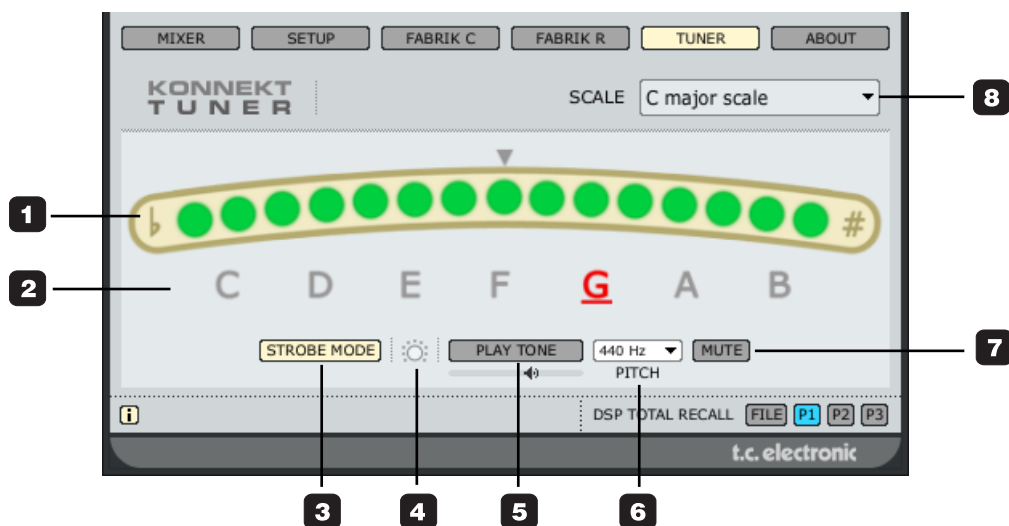 MIXER SETUP FABRIK C FABRIK R TUNER ABOUT
KONNEKT
TUNER
SCALE C major scale
8
1
♭ #
2
C D E F G A B
STROBE MODE PLAY TONE 440 Hz MUTE
7
PITCH
i
DSP TOTAL RECALL FILE P1 P2 P3
t.c. electronic
3 4 5 6